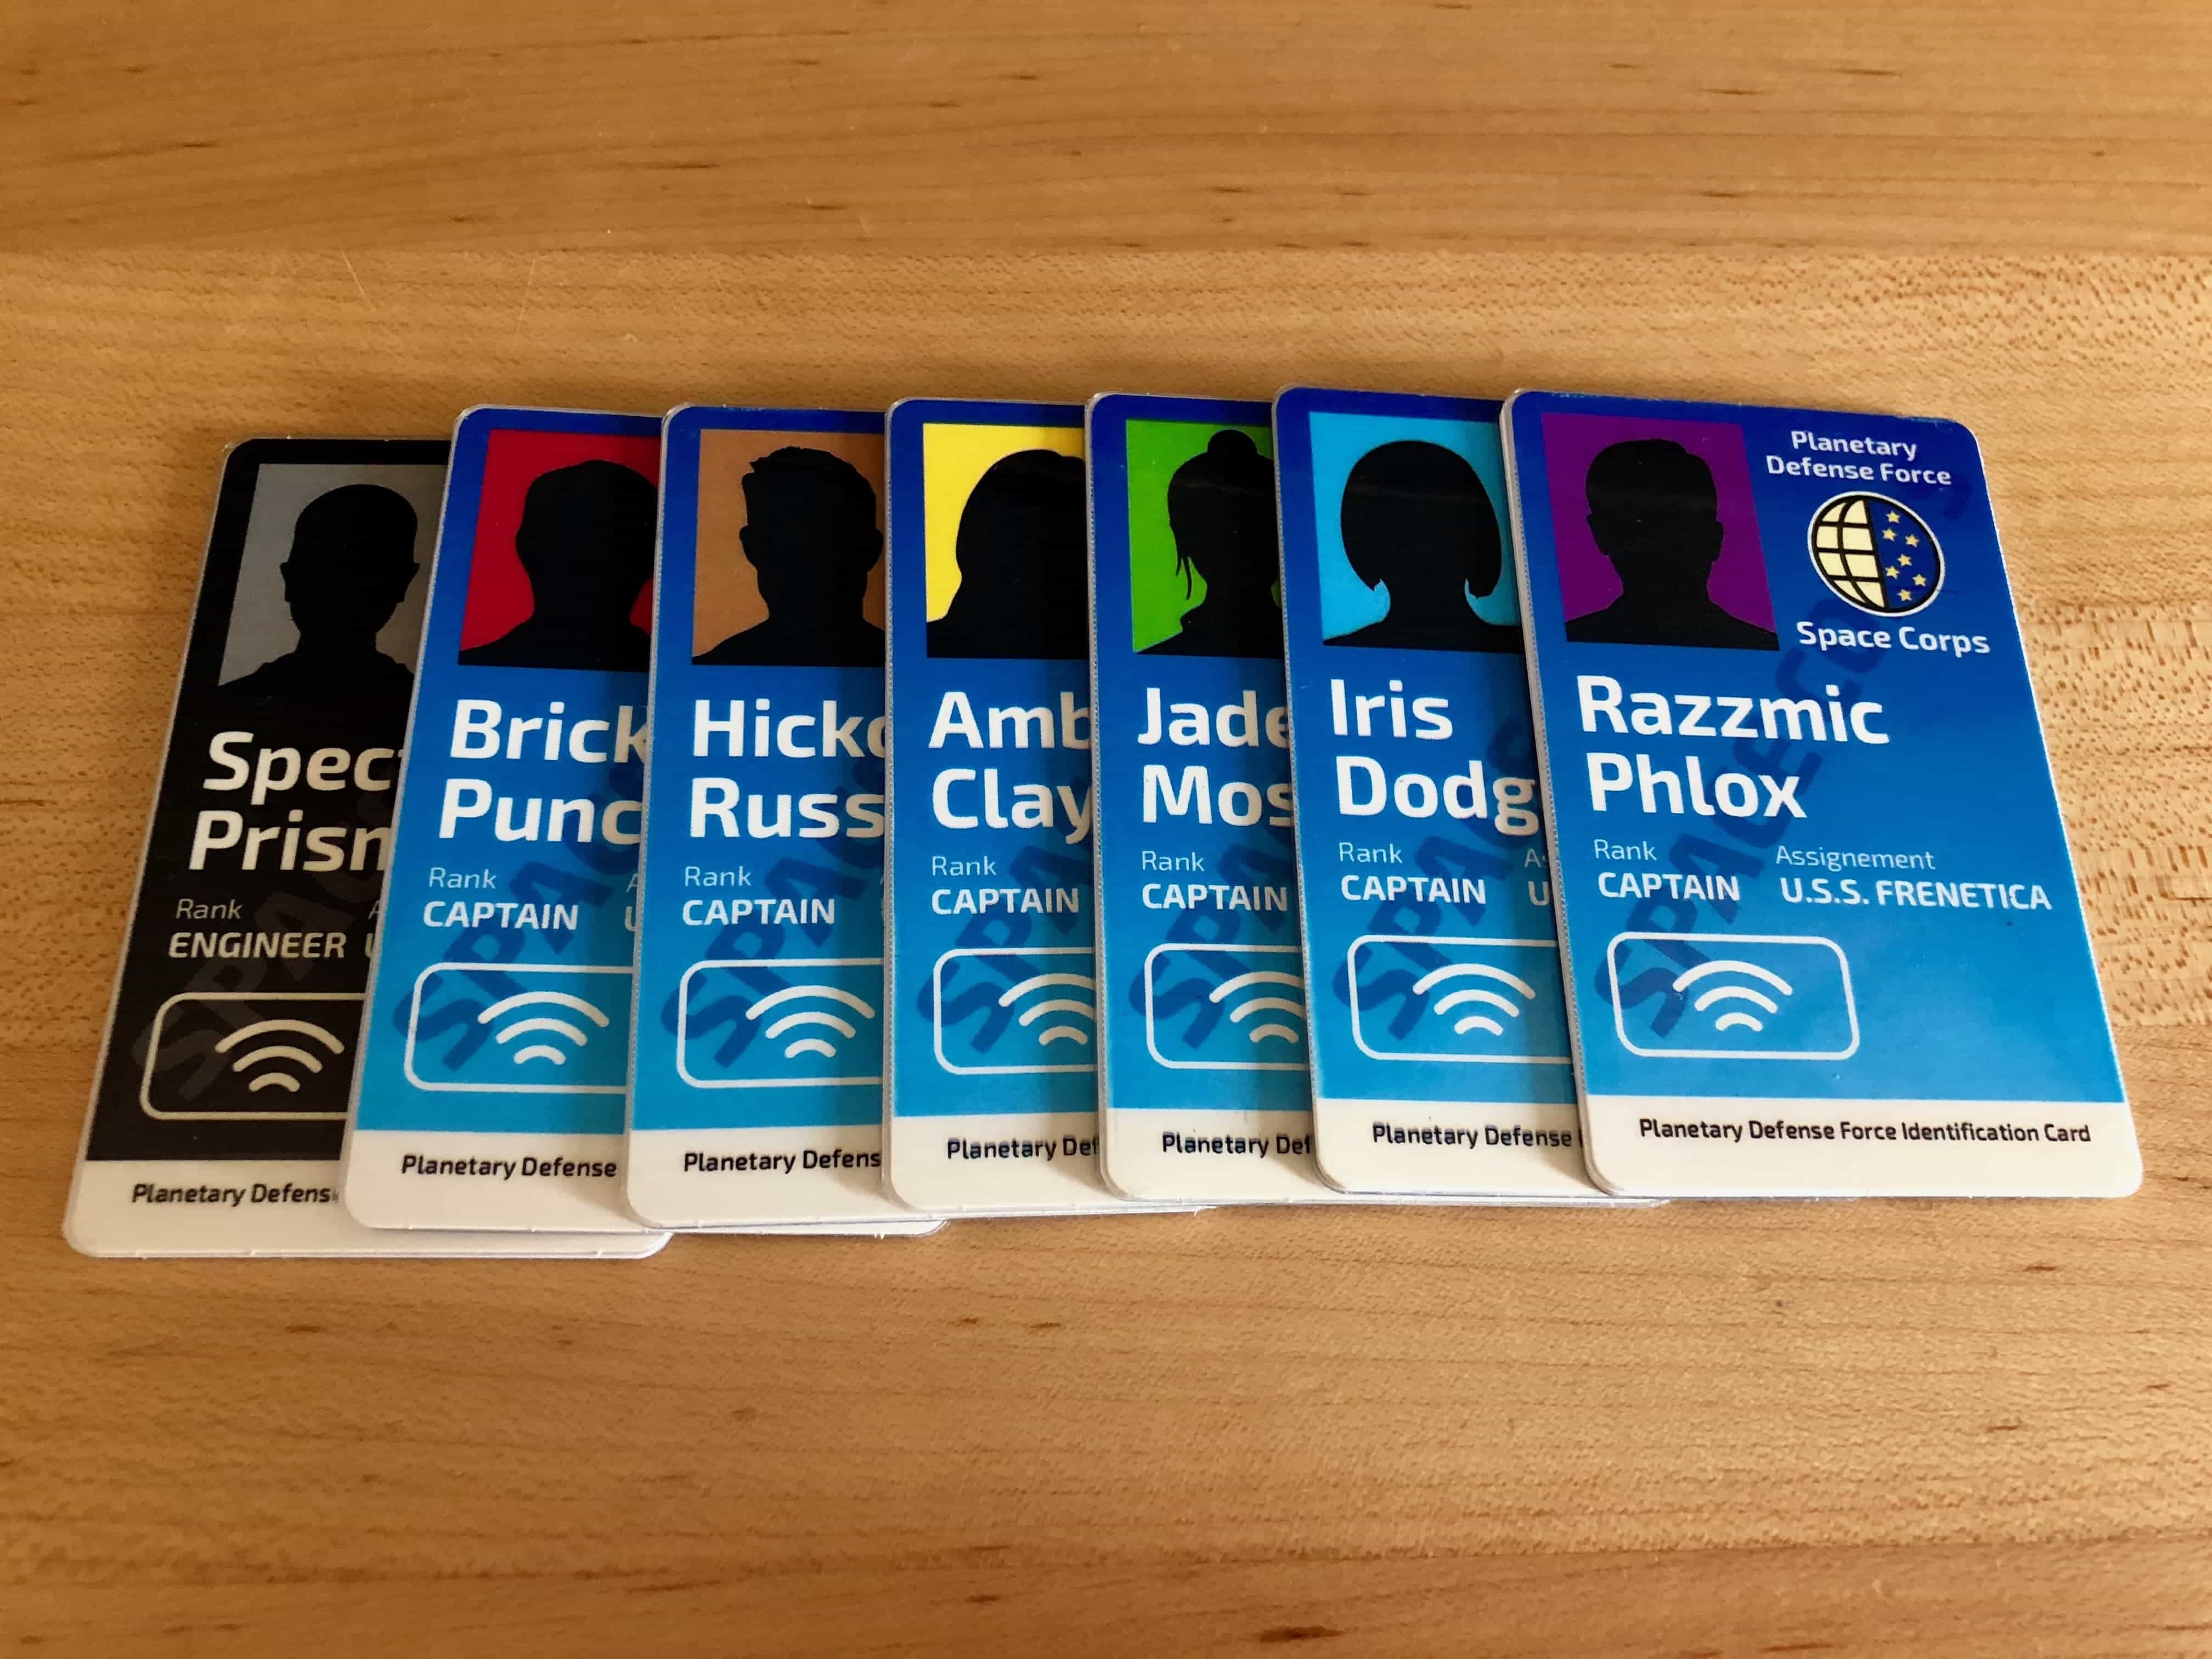 Spec
Prism
Rank
ENGINEER
Planetary Defens
Brick
Punc
Rank
CAPTAIN
Planetary Defense
Hicko
Russ
Rank
CAPTAIN
Planetary Defens
Amb
Clay
Rank
CAPTAIN
Planetary Def
Jade
Mos
Rank
CAPTAIN
Planetary Def
Iris
Dodg
Rank
CAPTAIN U
Planetary Defense
Planetary
Defense Force
Space Corps
Razzmic
Phlox
Rank Assignement
CAPTAIN U.S.S. FRENETICA
SPACE
Planetary Defense Force Identification Card